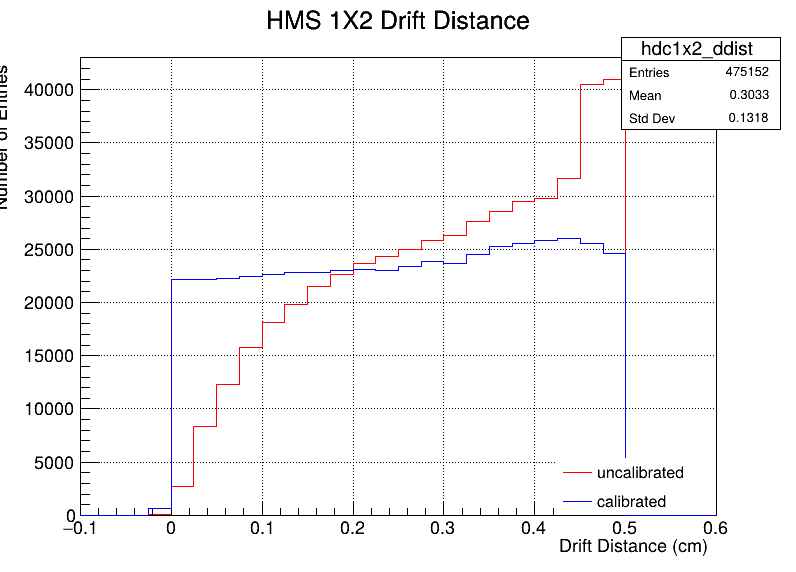 HMS 1X2 Drift Distance
hdc1x2_ddist
Entries 475152
Mean 0.3033
Std Dev 0.1318
Number of Entries
40000
35000
30000
25000
20000
15000
10000
5000
0
uncalibrated
calibrated
−0.1 0 0.1 0.2 0.3 0.4 0.5 0.6
Drift Distance (cm)